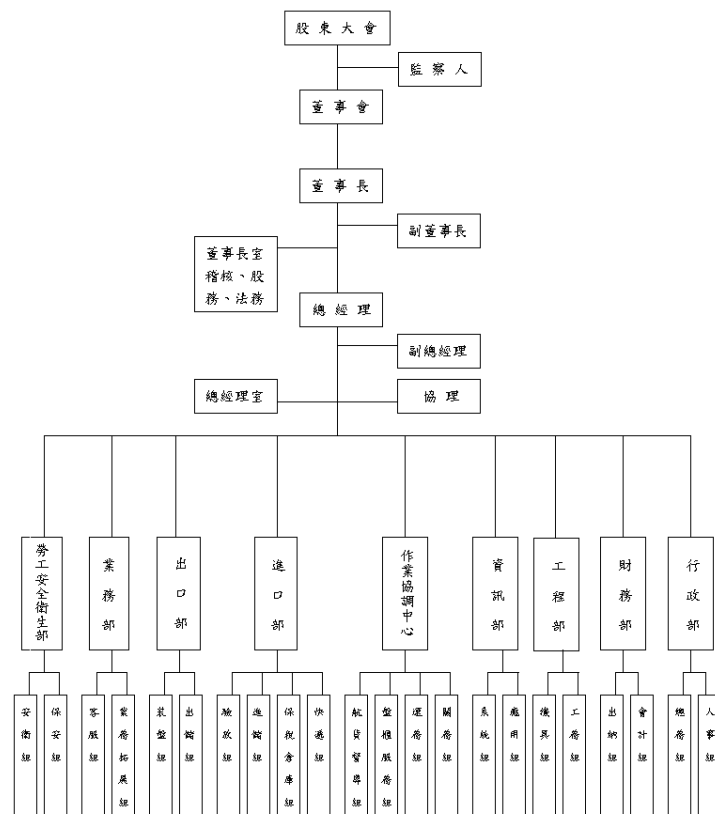 股東大會
監察人
董事會
董事長
副董事長
董事長室
稽核、股
務、法務
總經理
副總經理
總經理室
協理
勞工安全衛生部
業務部
出口部
進口部
作業協調中心
資訊部
工程部
財務部
行政部
安衛組
保安組
客服組
業務拓展組
裝盤組
出儲組
驗放組
進儲組
保稅倉庫組
快遞組
航貨督導組
盤櫃服務組
運務組
關務組
系統組
應用組
機具組
工務組
出納組
會計組
總務組
人事組